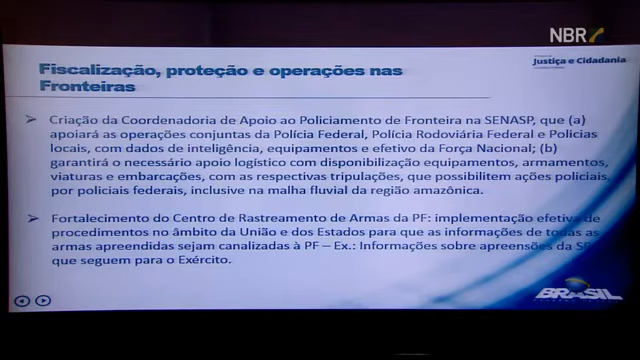 NBR
Justiça e Cidadania
Fiscalização, proteção e operações nas
Fronteiras
Criação da Coordenadoria de Apoio ao Policiamento de Fronteira na SENASP, que (a)
apoiará as operações conjuntas da Polícia Federal, Polícia Rodoviária Federal e Policias
locais, com dados de inteligência, equipamentos e efetivo da Força Nacional; (b)
garantirá o necessário apoio logístico com disponibilização equipamentos, armamentos,
viaturas e embarcações, com as respectivas tripulações, que possibilitem ações policiais,
por policiais federais, inclusive na malha fluvial da região amazônica.
Fortalecimento do Centro de Rastreamento de Armas da PF: implementação efetiva de
procedimentos no âmbito da União e dos Estados para que as informações de todas as
armas apreendidas sejam canalizadas à PF – Ex.: Informações sobre apreensões da
que seguem para o Exército.
BRASIL